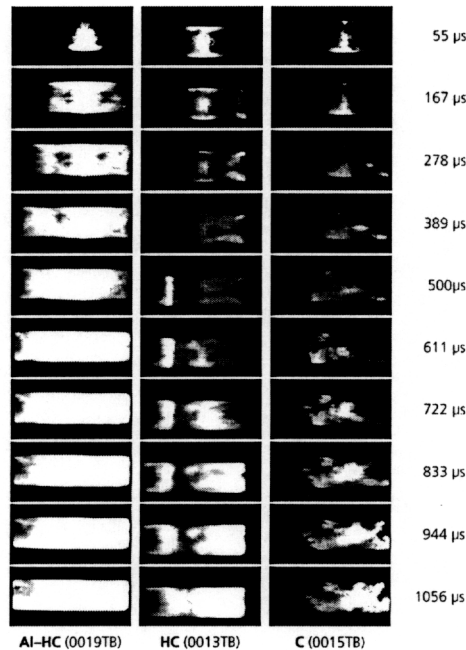 55 µs
167 µs
278 µs
389 µs
500µs
611 µs
722 µs
833 µs
944 µs
1056 µs
Al–HC (0019TB) HC (0013TB) C (0015TB)